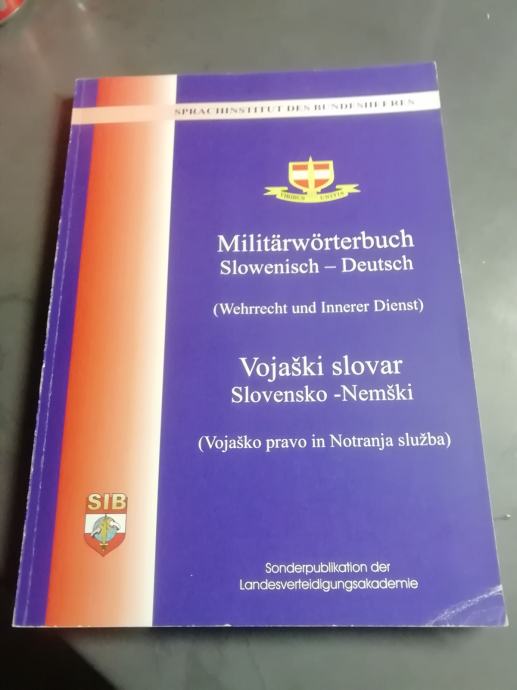 SPRACHINSTITUT DES BUNDESHEERES
TRIBUS UNITIS
Militärwörterbuch
Slowenisch – Deutsch
(Wehrrecht und Innerer Dienst)
Vojaški slovar
Slovensko -Nemški
(Vojaško pravo in Notranja služba)
SIB
Sonderpublikation der
Landesverteidigungsakademie